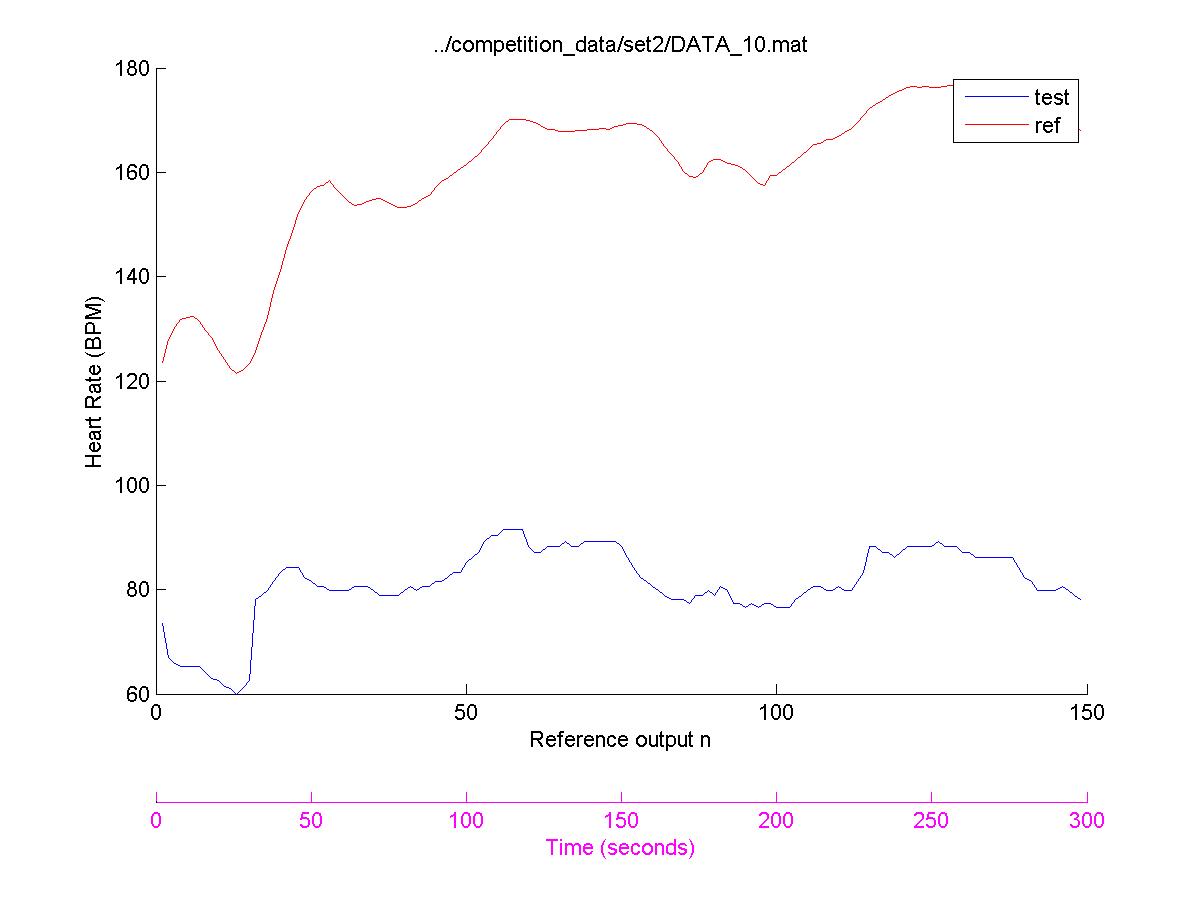 ../competition_data/set2/DATA_10.mat
180
160
140
120
100
80
60
Heart Rate (BPM)
test
ref
0 50 100 150
Reference output n
0 50 100 150 200 250 300
Time (seconds)